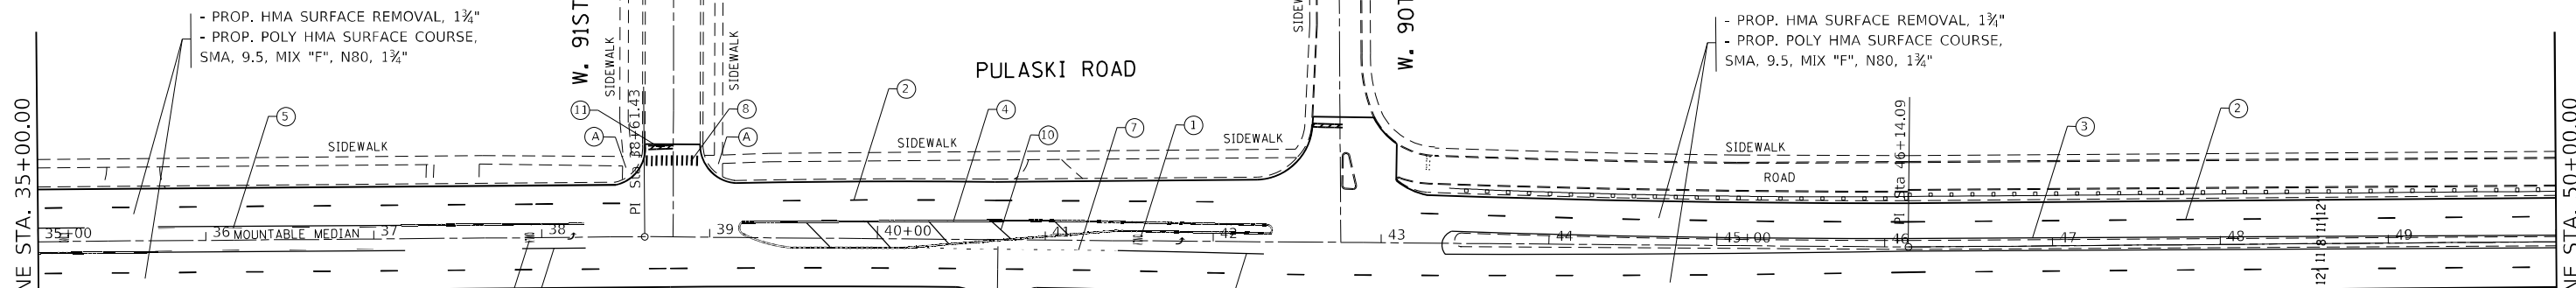 - PROP. HMA SURFACE REMOVAL, 1¾"
- PROP. POLY HMA SURFACE COURSE,
SMA, 9.5, MIX "F", N80, 1¾"
W. 91ST
SIDEWALK
SIDEWALK
PULASKI ROAD
W. 90T
- PROP. HMA SURFACE REMOVAL, 1¾"
- PROP. POLY HMA SURFACE COURSE,
SMA, 9.5, MIX "F", N80, 1¾"
NE STA. 35+00.00
5
11
A
8
A
2
4
10
7
1
3
2
SIDEWALK
SIDEWALK
SIDEWALK
SIDEWALK
ROAD
PI Sta 38+61.43
PI Sta 46+14.09
35+00
36
MOUNTABLE MEDIAN
37
38
39
40+00
41
42
43
44
45+00
46
47
48
49
12' 11' 8' 11' 12'
NE STA. 50+00.00